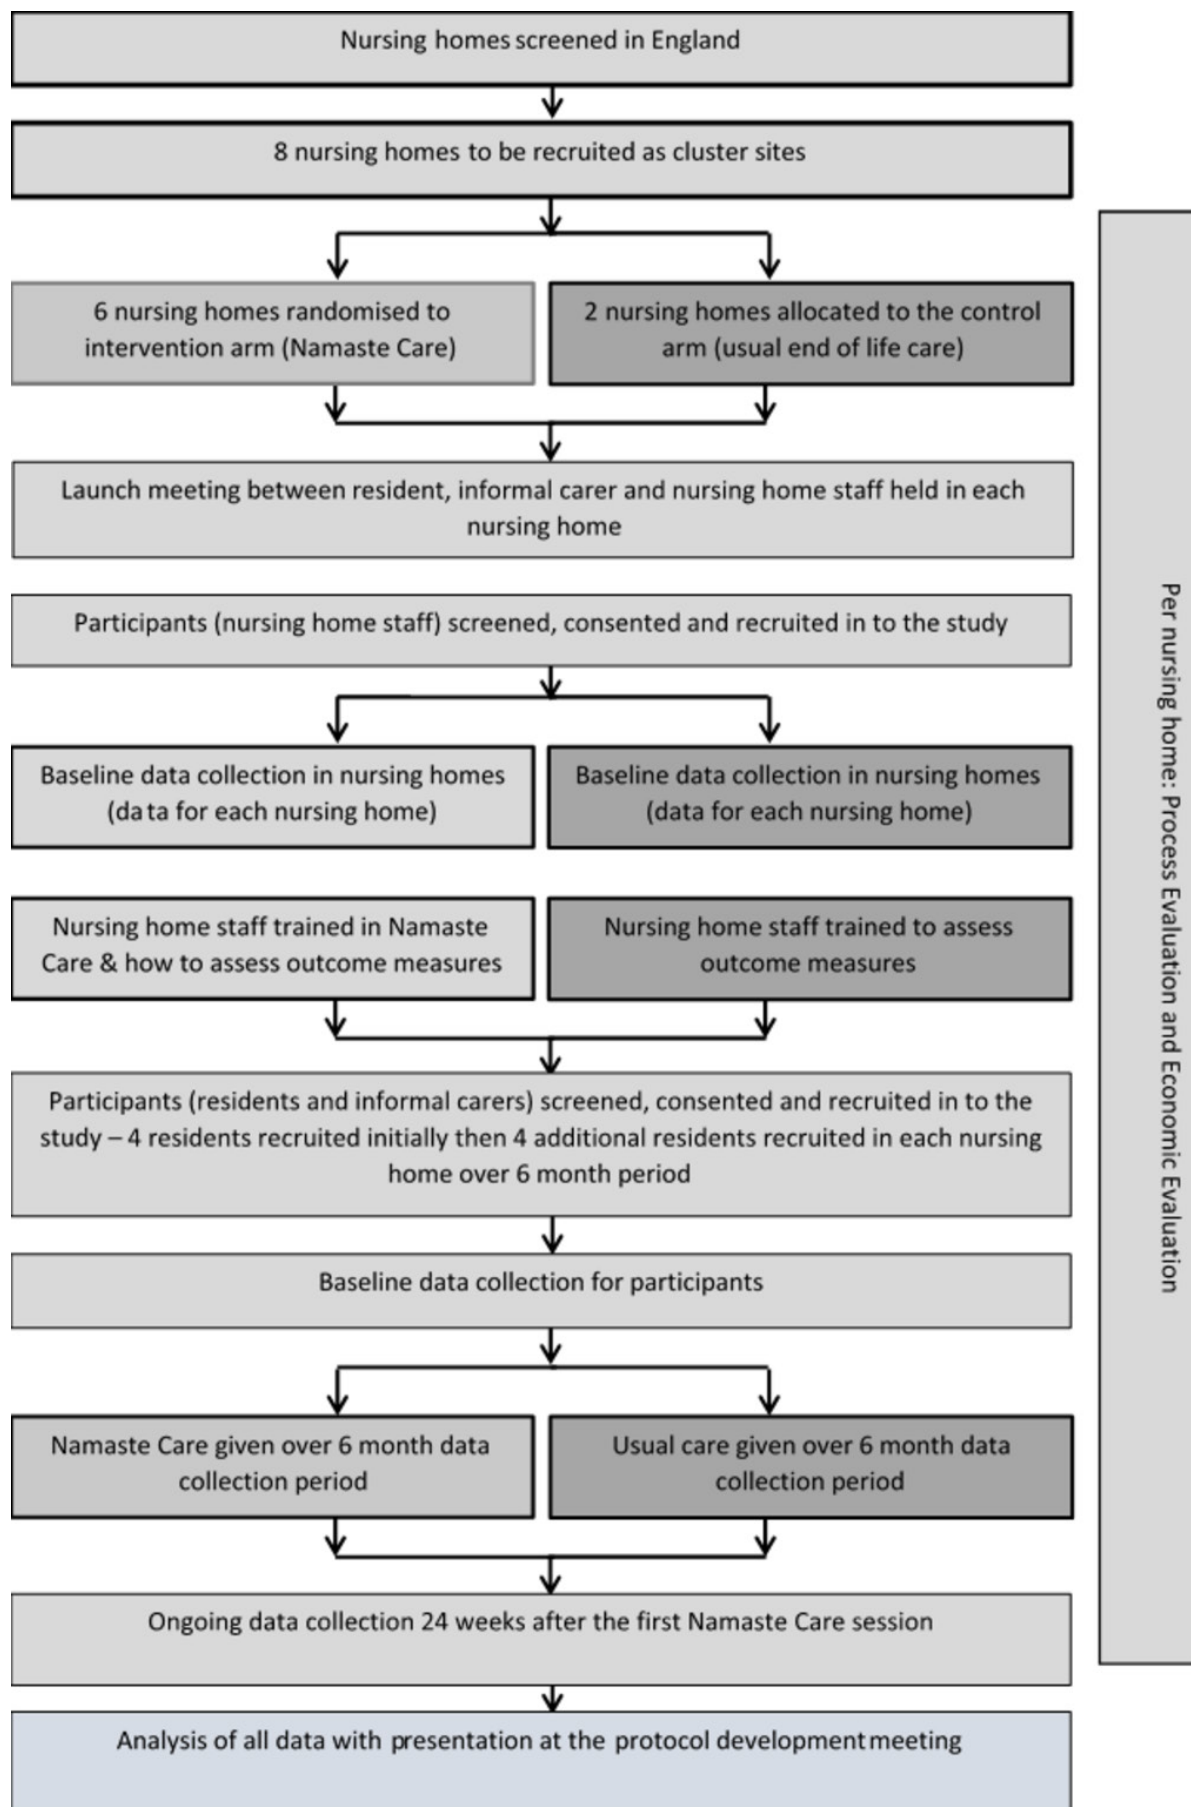 Nursing homes screened in England
8 nursing homes to be recruited as cluster sites
6 nursing homes randomised to
intervention arm (Namaste Care)
2 nursing homes allocated to the control
arm (usual end of life care)
Launch meeting between resident, informal carer and nursing home staff held in each
nursing home
Participants (nursing home staff) screened, consented and recruited in to the study
Baseline data collection in nursing homes
(data for each nursing home)
Baseline data collection in nursing homes
(data for each nursing home)
Nursing home staff trained in Namaste
Care & how to assess outcome measures
Nursing home staff trained to assess
outcome measures
Participants (residents and informal carers) screened, consented and recruited in to the
study – 4 residents recruited initially then 4 additional residents recruited in each nursing
home over 6 month period
Baseline data collection for participants
Namaste Care given over 6 month data
collection period
Usual care given over 6 month data
collection period
Ongoing data collection 24 weeks after the first Namaste Care session
Analysis of all data with presentation at the protocol development meeting
Per nursing home: Process Evaluation and Economic Evaluation